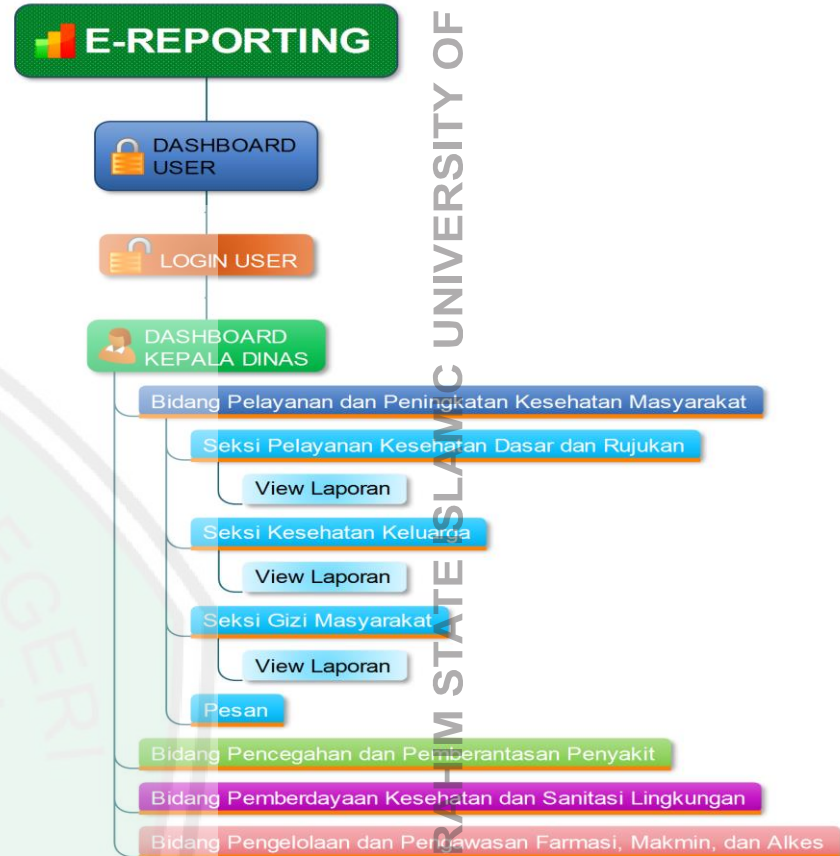 E-REPORTING
DASHBOARD
USER
LOGIN USER
DASHBOARD
KEPALA DINAS
Bidang Pelayanan dan Peningkatan Kesehatan Masyarakat
Seksi Pelayanan Kesehatan Dasar dan Rujukan
View Laporan
Seksi Kesehatan Keluarga
View Laporan
Seksi Gizi Masyarakat
View Laporan
Pesan
Bidang Pencegahan dan Pemberantasan Penyakit
Bidang Pemberdayaan Kesehatan dan Sanitasi Lingkungan
Bidang Pengelolaan dan Pengawasan Farmasi, Makmin, dan Alkes
RAHIM STATE ISLAMIC UNIVERSITY OF
EGERI